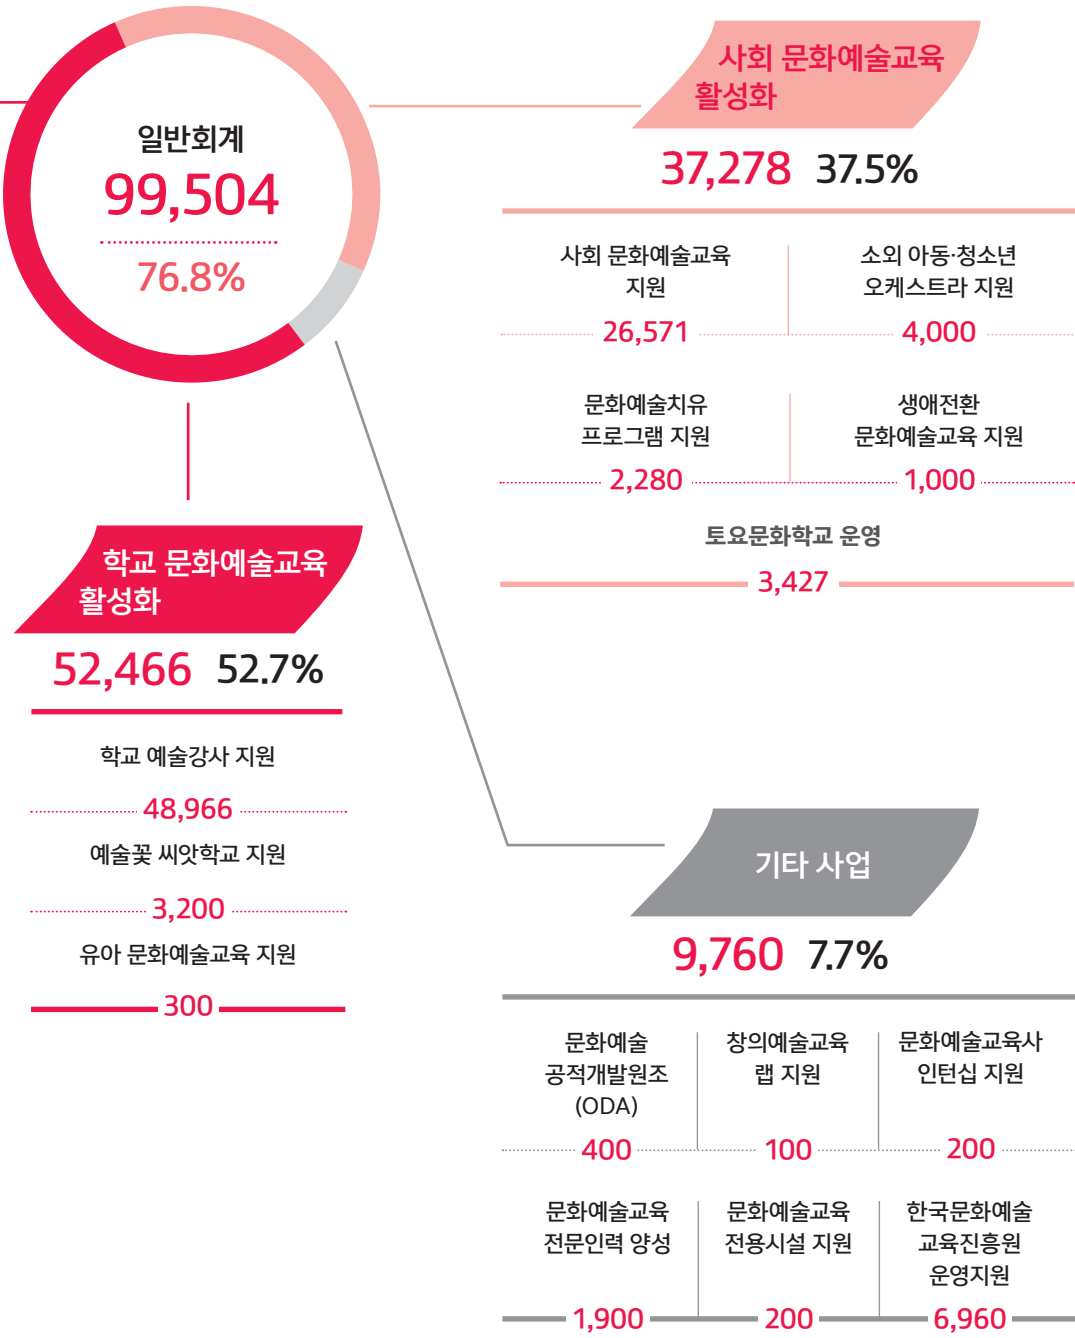 일반회계
99,504
76.8%
사회 문화예술교육
활성화
37,278 37.5%
사회 문화예술교육
지원
26,571
소외 아동·청소년
오케스트라 지원
4,000
문화예술치유
프로그램 지원
2,280
생애전환
문화예술교육 지원
1,000
토요문화학교 운영
3,427
학교 문화예술교육
활성화
52,466 52.7%
학교 예술강사 지원
48,966
예술꽃 씨앗학교 지원
3,200
유아 문화예술교육 지원
300
기타 사업
9,760 7.7%
문화예술
공적개발원조
(ODA)
400
창의예술교육
랩 지원
100
문화예술교육사
인턴십 지원
200
문화예술교육
전문인력 양성
1,900
문화예술교육
전용시설 지원
200
한국문화예술
교육진흥원
운영지원
6,960